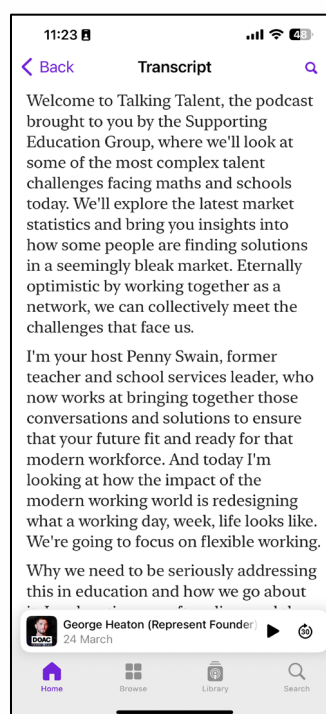 11:23
48
Back
Transcript
Welcome to Talking Talent, the podcast
brought to you by the Supporting
Education Group, where we'll look at
some of the most complex talent
challenges facing maths and schools
today. We'll explore the latest market
statistics and bring you insights into
how some people are finding solutions
in a seemingly bleak market. Eternally
optimistic by working together as a
network, we can collectively meet the
challenges that face us.
I'm your host Penny Swain, former
teacher and school services leader, who
now works at bringing together those
conversations and solutions to ensure
that your future fit and ready for that
modern workforce. And today I'm
looking at how the impact of the
modern working world is redesigning
what a working day, week, life looks like.
We're going to focus on flexible working.
Why we need to be seriously addressing
this in education and how we go about
George Heaton (Represent Founder)
24 March
DOAC
30
Home
Browse
Library
Search